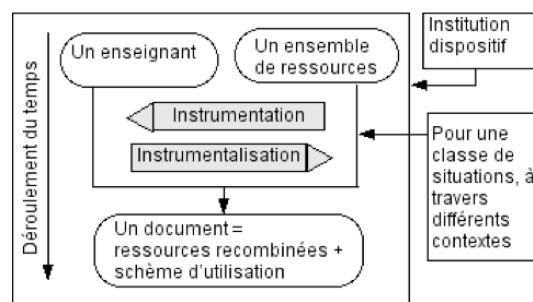 Un enseignant
Un ensemble
de ressources
Institution
dispositif
Instrumentation
Instrumentalisation
Pour une
classe de
situations, à
travers
différents
contextes
Un document =
ressources recombinées +
schème d'utilisation
Déroulement du temps